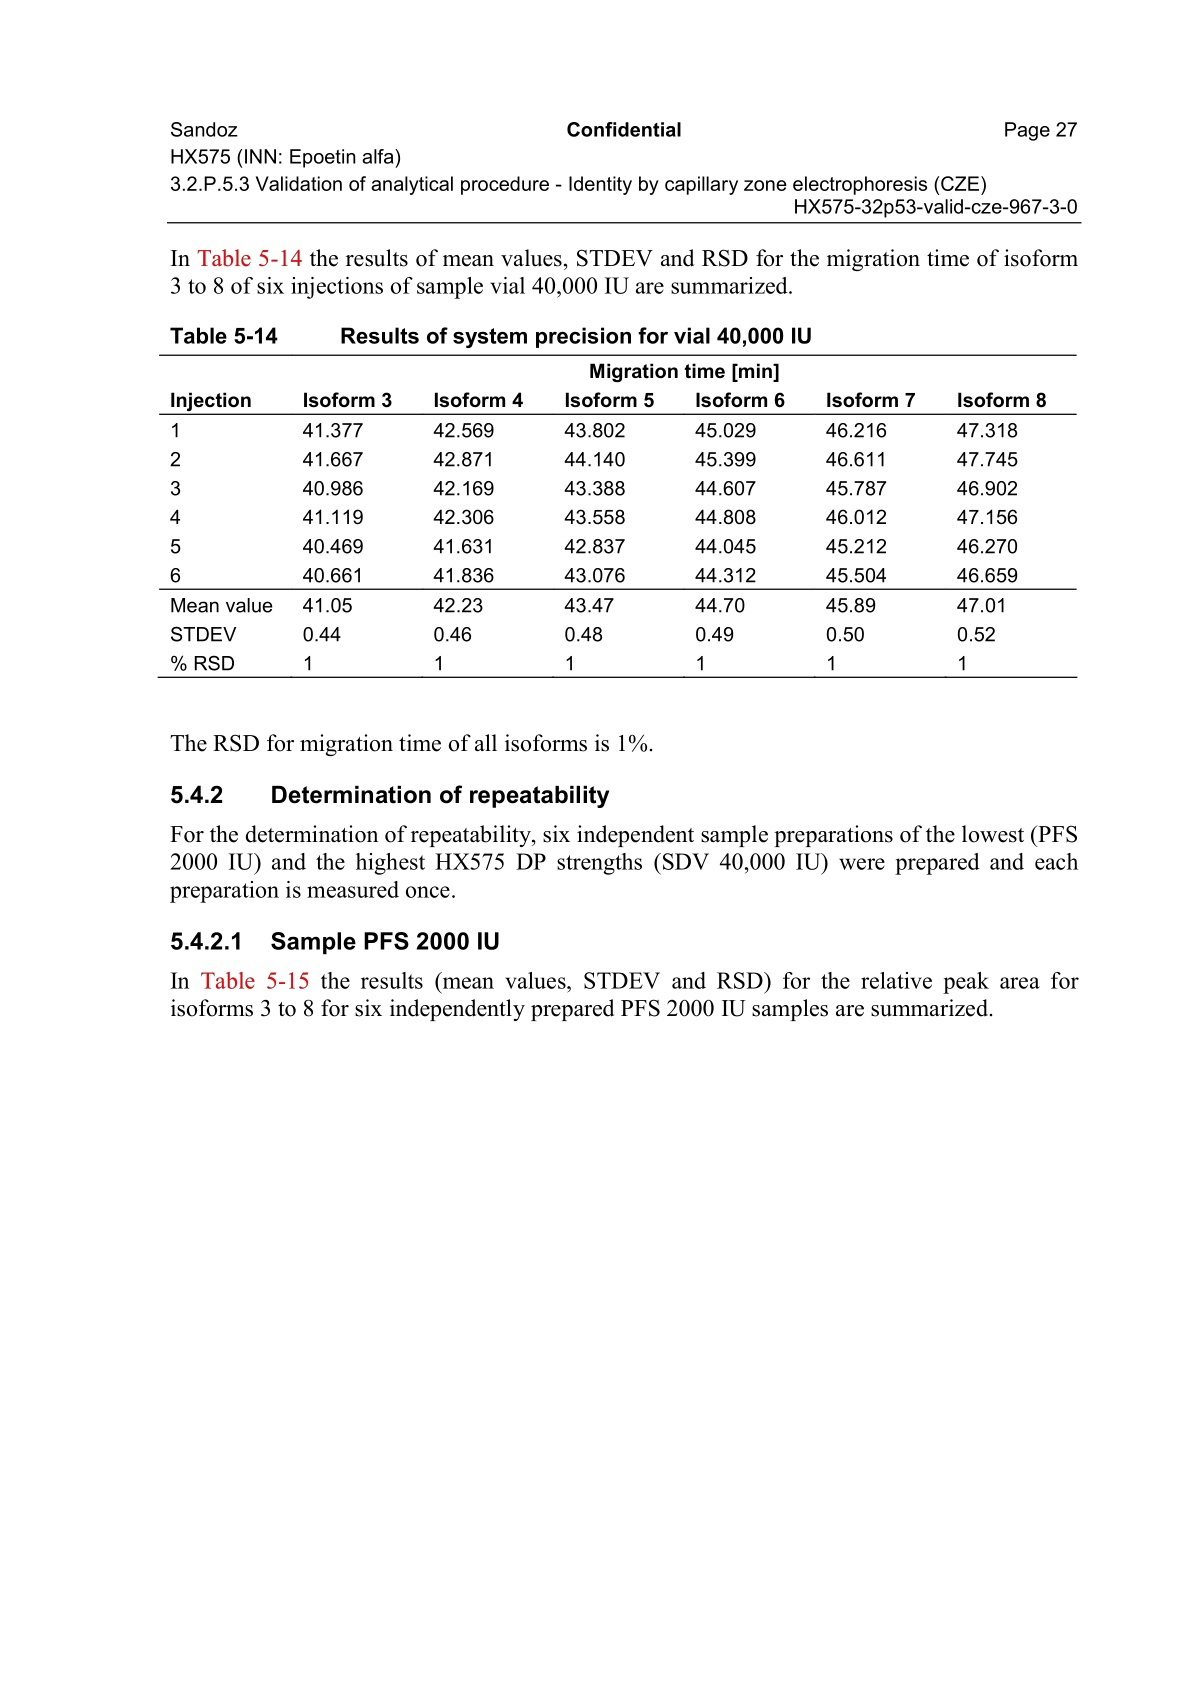 Sandoz Confidential Page 27
HX575 (INN: Epoetin alfa)
3.2.P.5.3 Validation of analytical procedure - Identity by capillary zone electrophoresis (CZE)
HX575-32p53-valid-cze-967-3-0
In Table 5-14 the results of mean values, STDEV and RSD for the migration time of isoform
3 to 8 of six injections of sample vial 40,000 IU are summarized.
Table 5-14 Results of system precision for vial 40,000 IU
Migration time [min]
Injection Isoform 3 Isoform 4 Isoform 5 Isoform 6 Isoform 7 Isoform 8
1 41.377 42.569 43.802 45.029 46.216 47.318
2 41.667 42.871 44.140 45.399 46.611 47.745
3 40.986 42.169 43.388 44.607 45.787 46.902
4 41.119 42.306 43.558 44.808 46.012 47.156
5 40.469 41.631 42.837 44.045 45.212 46.270
6 40.661 41.836 43.076 44.312 45.504 46.659
Mean value 41.05 42.23 43.47 44.70 45.89 47.01
STDEV 0.44 0.46 0.48 0.49 0.50 0.52
% RSD 1 1 1 1 1 1
The RSD for migration time of all isoforms is 1%.
5.4.2 Determination of repeatability
For the determination of repeatability, six independent sample preparations of the lowest (PFS
2000 IU) and the highest HX575 DP strengths (SDV 40,000 IU) were prepared and each
preparation is measured once.
5.4.2.1 Sample PFS 2000 IU
In Table 5-15 the results (mean values, STDEV and RSD) for the relative peak area for
isoforms 3 to 8 for six independently prepared PFS 2000 IU samples are summarized.